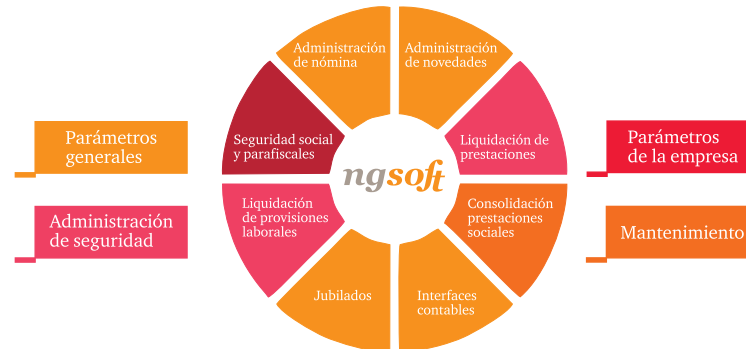 Administración
de nómina
Administración
de novedades
Parámetros
generales
Seguridad social
y parafiscales
Liquidación de
prestaciones
Parámetros
de la empresa
ngsoft
Administración
de seguridad
Liquidación
de provisiones
laborales
Consolidación
prestaciones
sociales
Mantenimiento
Jubilados
Interfaces
contables